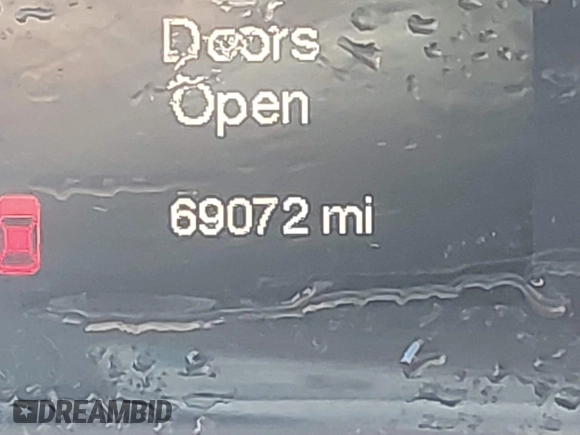 Doors
Open
69072 mi
DREAMBID